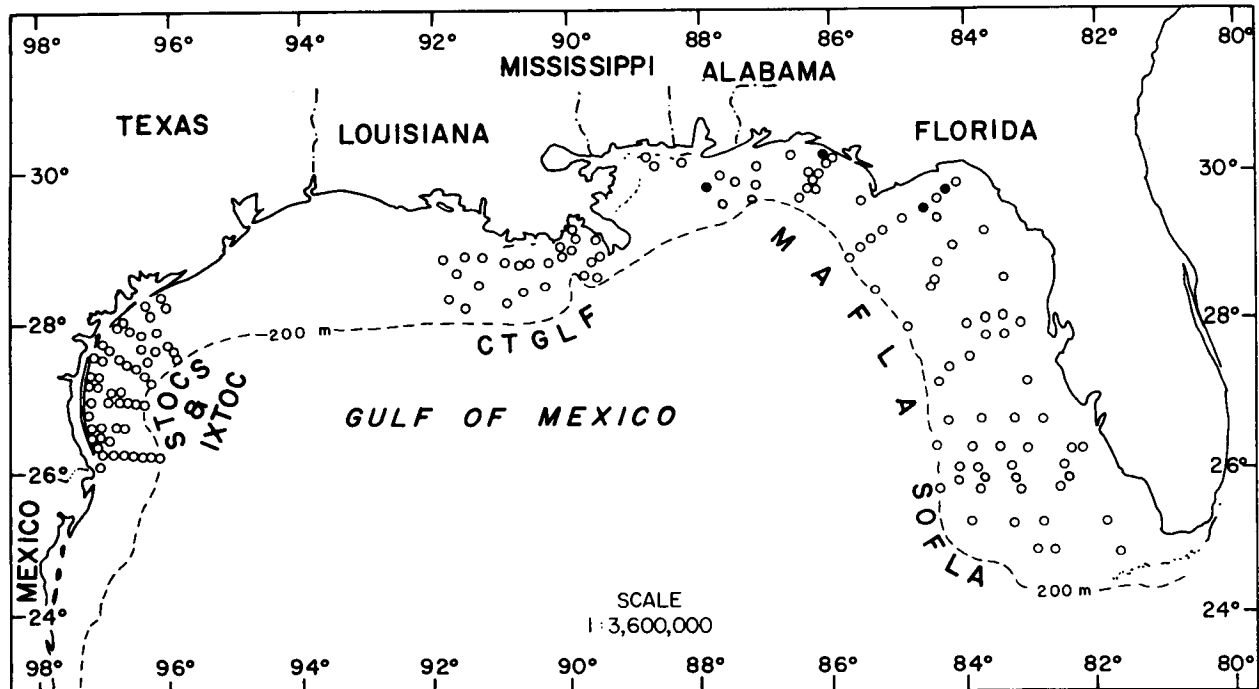 98° 96° 94° 92° 90° 88° 86° 84° 82° 80°
MISSISSIPPI ALABAMA
TEXAS LOUISIANA FLORIDA
30° 30°
MAFLA
28° 200 m CTGLF 28°
STOCS
&
IXTOC
GULF OF MEXICO
26° 26°
SOFLA
MEXICO
200 m
24° 24°
SCALE
1:3,600,000
98° 96° 94° 92° 90° 88° 86° 84° 82° 80°